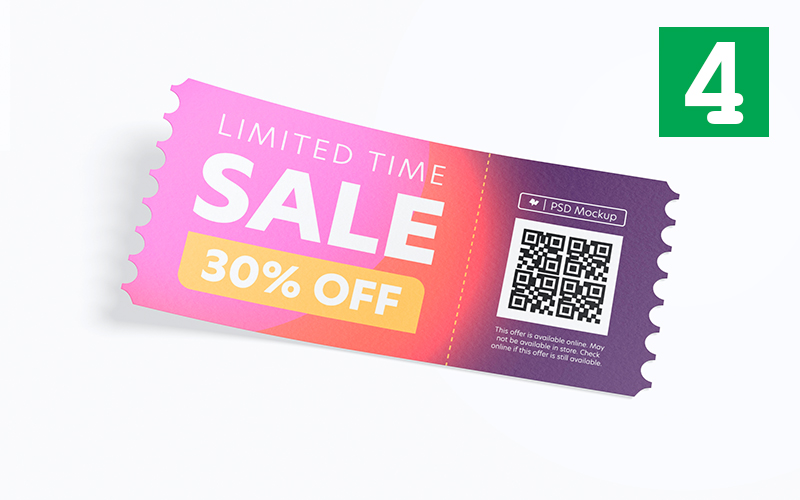 4
LIMITED TIME
SALE
30% OFF
PSD Mockup
This offer is available online. May
not be available in store. Check
online if this offer is still available.